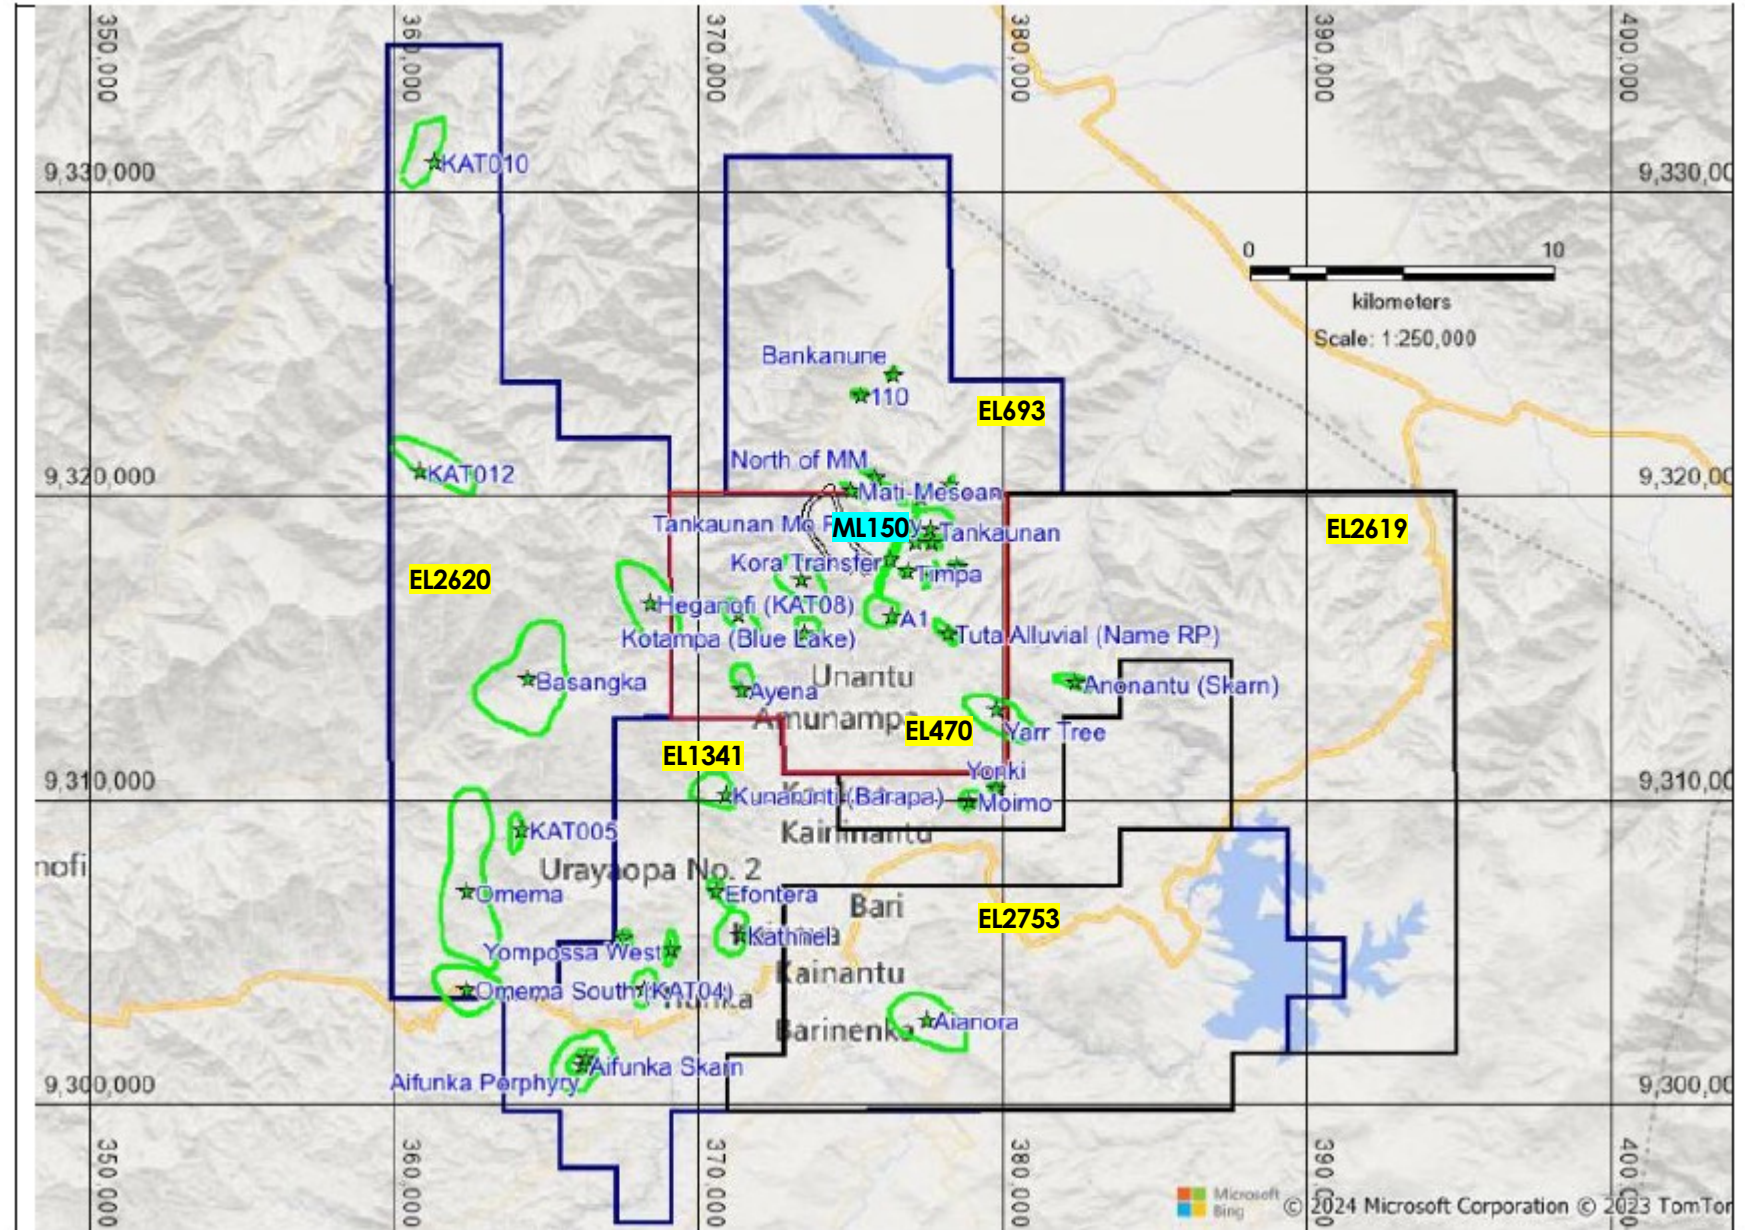 350,000
360,000
370,000
380,000
390,000
400,000
KAT010
9,330,000
9,330,00
0 10
kilometers
Scale: 1:250,000
Bankanune
110
EL693
North of MM
KAT012
9,320,000
Mati-Mesoan
9,320,00
Tankaunan Mo
ML150
Tankaunan
EL2619
Kora Transfer
Timpa
EL2620
Heganofi (KAT08)
A1
Kotampa (Blue Lake)
Tuta Alluvial (Name RP)
Unantu
Basangka
Ayena
Anonantu (Skarn)
Amunampa
EL470
Yarr Tree
EL1341
Yonki
9,310,000
9,310,00
Kunarunti (Barapa)
Moimo
KAT005
nofi
Urayaopa No. 2
Omema
Efontera
Bari
EL2753
Yompossa West
Kainantu
Omema South (KAT04)
Aianora
Aifunka Skarn
Aifunka Porphyry
9,300,000
9,300,00
350,000
360,000
370,000
380,000
390,000
400,000
Microsoft
Bing
© 2024 Microsoft Corporation © 2023 TomTom